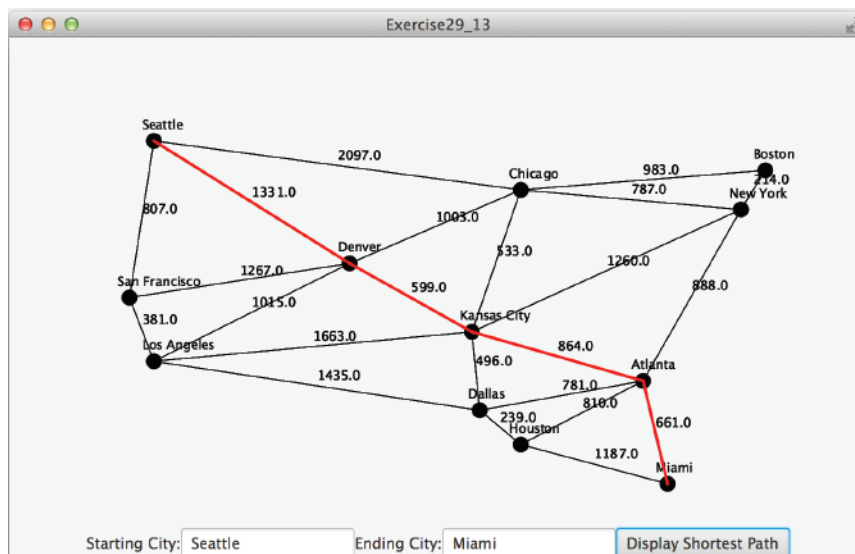 Exercise29_13
Seattle
2097.0
Boston
983.0
Chicago
214.0
787.0
New York
1331.0
807.0
1003.0
Denver
533.0
1260.0
1267.0
San Francisco
599.0
888.0
1015.0
381.0
Kansas City
1663.0
Los Angeles
864.0
496.0
Atlanta
1435.0
781.0
Dallas
810.0
239.0
661.0
Houston
1187.0
Miami
Starting City: Seattle Ending City: Miami Display Shortest Path